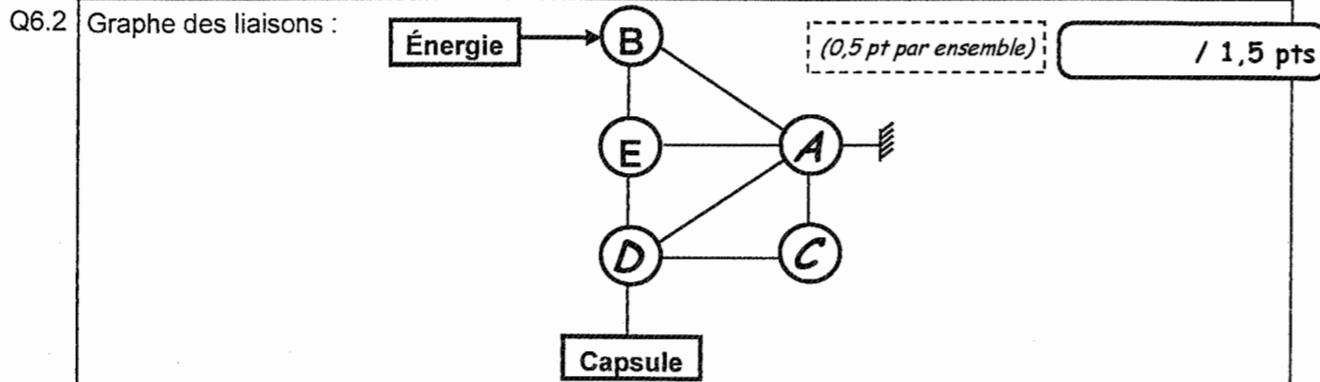 Q6.2 Graphe des liaisons :
Énergie
B
(0,5 pt par ensemble)
/ 1,5 pts
E
A
D
C
Capsule